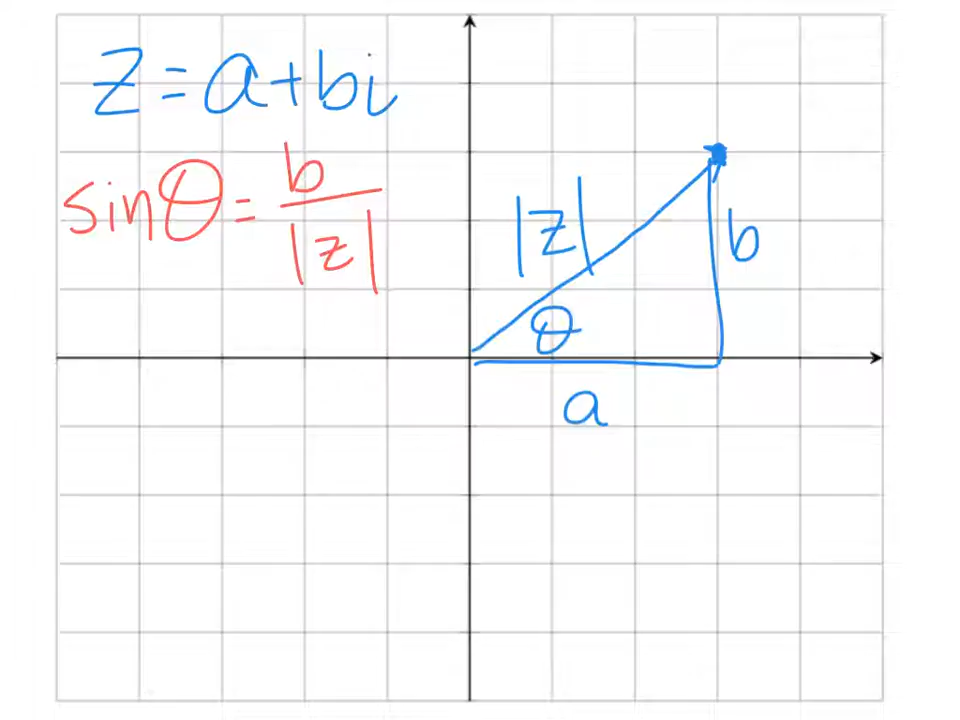 z = a + bi
sinθ = b/|z|
|z|
b
θ
a